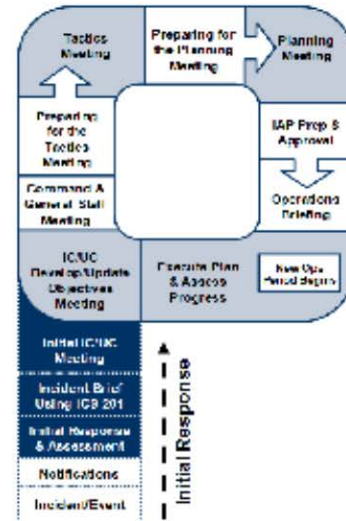 Tactics
Meeting
Preparing for
the Planning
Meeting
Planning
Meeting
Preparing
for the
Tactics
Meeting
IAP Prep &
Approval
Command &
General Staff
Meeting
Operations
Briefing
IC/UC
Develop/Update
Objectives
Meeting
Execute Plan
& Assess
Progress
New Ops
Period Begins
Initial IC/UC
Meeting
Incident Brief
Using ICS 201
Initial Response
& Assessment
Notifications
Incident/Event
Initial Response